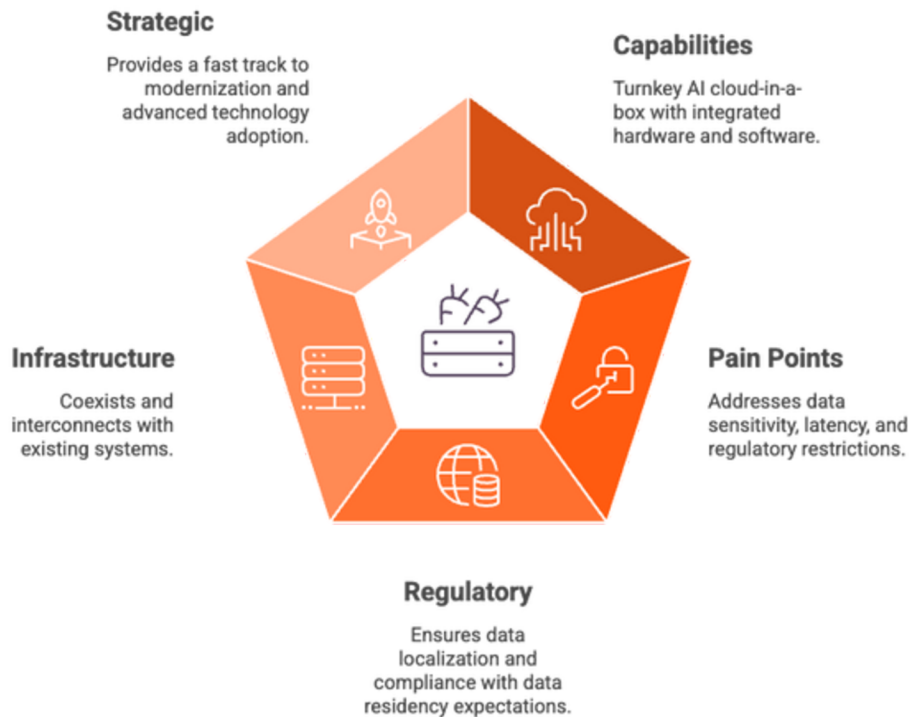 Strategic
Provides a fast track to
modernization and
advanced technology
adoption.
Capabilities
Turnkey AI cloud-in-a-
box with integrated
hardware and software.
Infrastructure
Coexists and
interconnects with
existing systems.
Pain Points
Addresses data
sensitivity, latency, and
regulatory restrictions.
Regulatory
Ensures data
localization and
compliance with data
residency expectations.